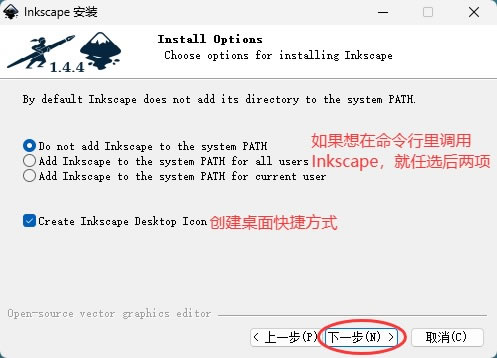 Inkscape 安装
Install Options
Choose options for installing Inkscape
1.4.4
By default Inkscape does not add its directory to the system PATH.
Do not add Inkscape to the system PATH
Add Inkscape to the system PATH for all users
Add Inkscape to the system PATH for current user
如果想在命令行里调用
Inkscape，就任选后两项
Create Inkscape Desktop Icon 创建桌面快捷方式
Open-source vector graphics editor
< 上一步(P) 下一步(N) > 取消(C)